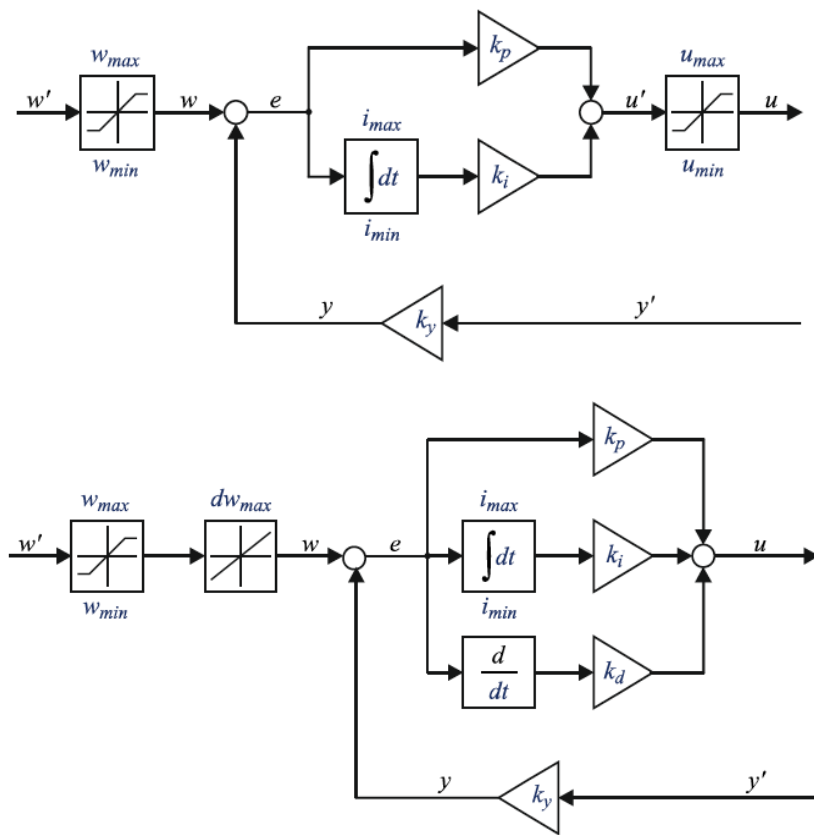 k_p
w_max u_max
w' w e u' u
i_max
w_min ∫dt k_i u_min
i_min
y k_y y'
k_p
w_max dw_max i_max
w' w e ∫dt k_i u
w_min i_min
d/dt k_d
y k_y y'